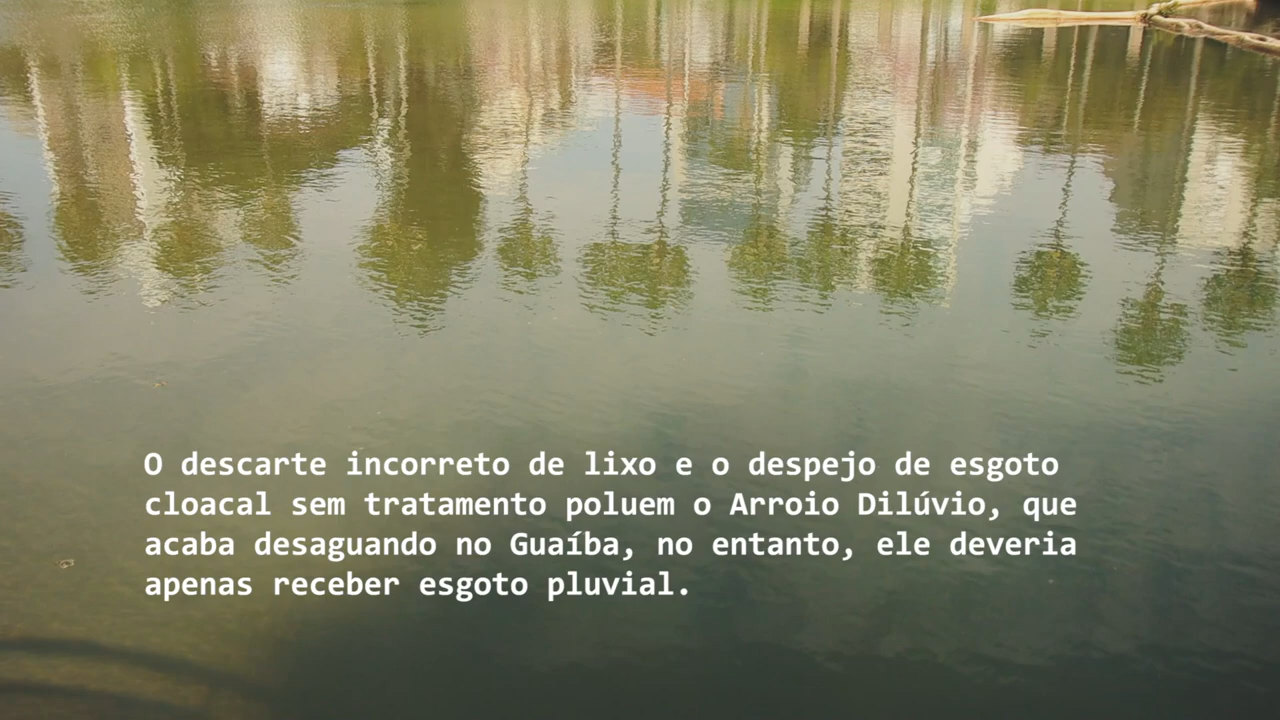 O descarte incorreto de lixo e o despejo de esgoto
cloacal sem tratamento poluem o Arroio Dilúvio, que
acaba desaguando no Guaíba, no entanto, ele deveria
apenas receber esgoto pluvial.